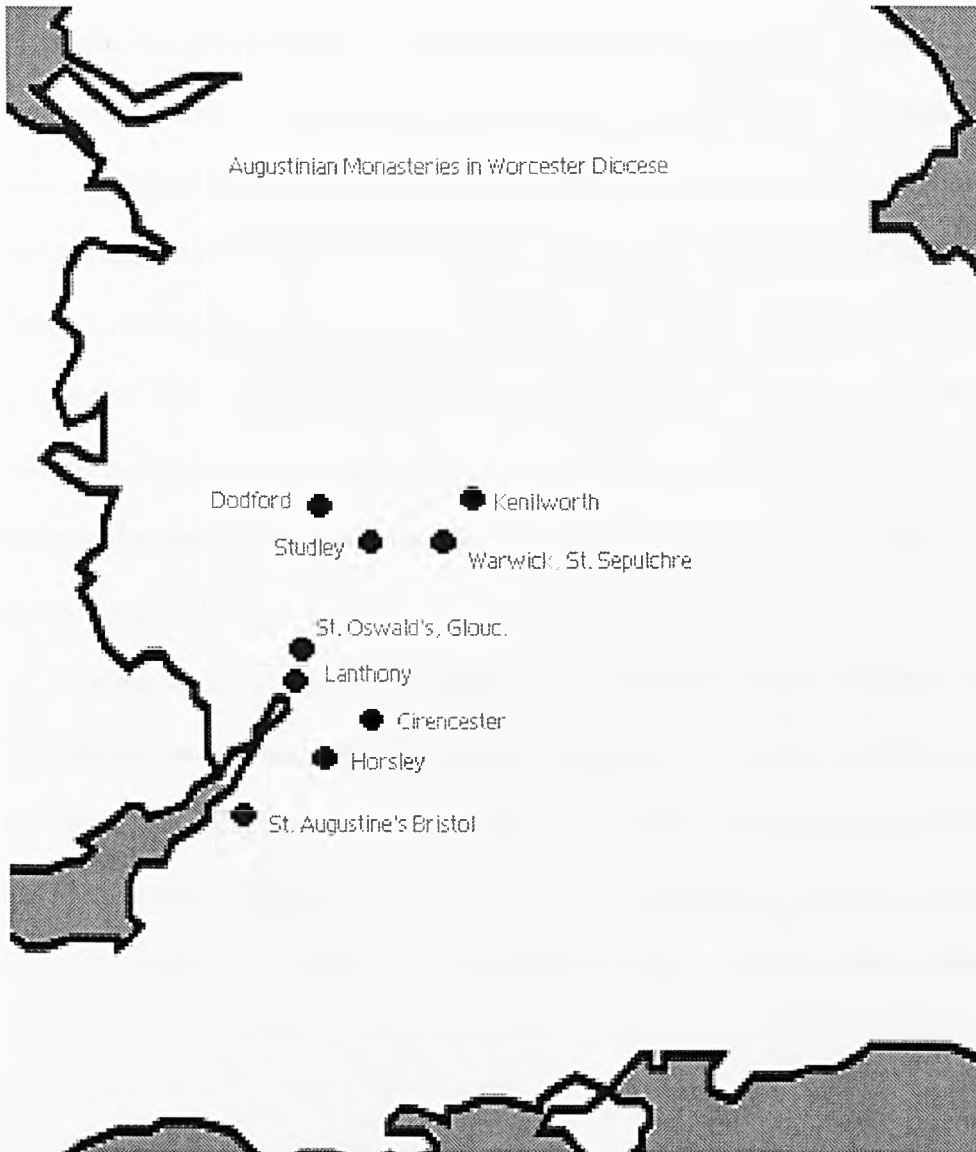 Augustinian Monasteries in Worcester Diocese
Dodford
Kenilworth
Studley
Warwick, St. Sepulchre
St. Oswald's, Glouc.
Lanthony
Cirencester
Horsley
St. Augustine's Bristol